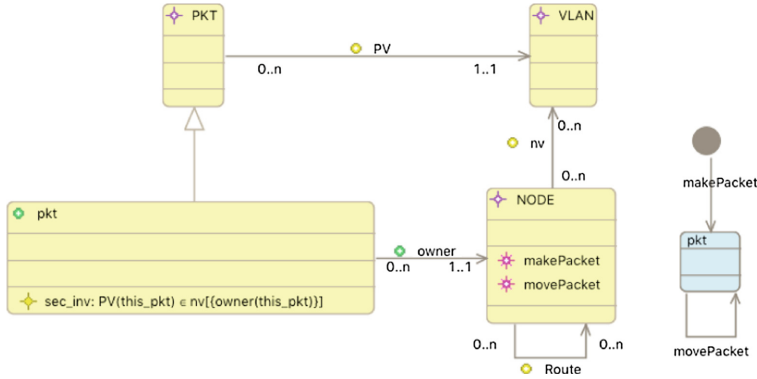 PKT
VLAN
PV
0..n
1..1
0..n
nv
0..n
makePacket
pkt
NODE
pkt
owner
0..n
1..1
makePacket
movePacket
sec_inv: PV(this_pkt) ∈ nv[{owner(this_pkt)}]
0..n
0..n
movePacket
Route